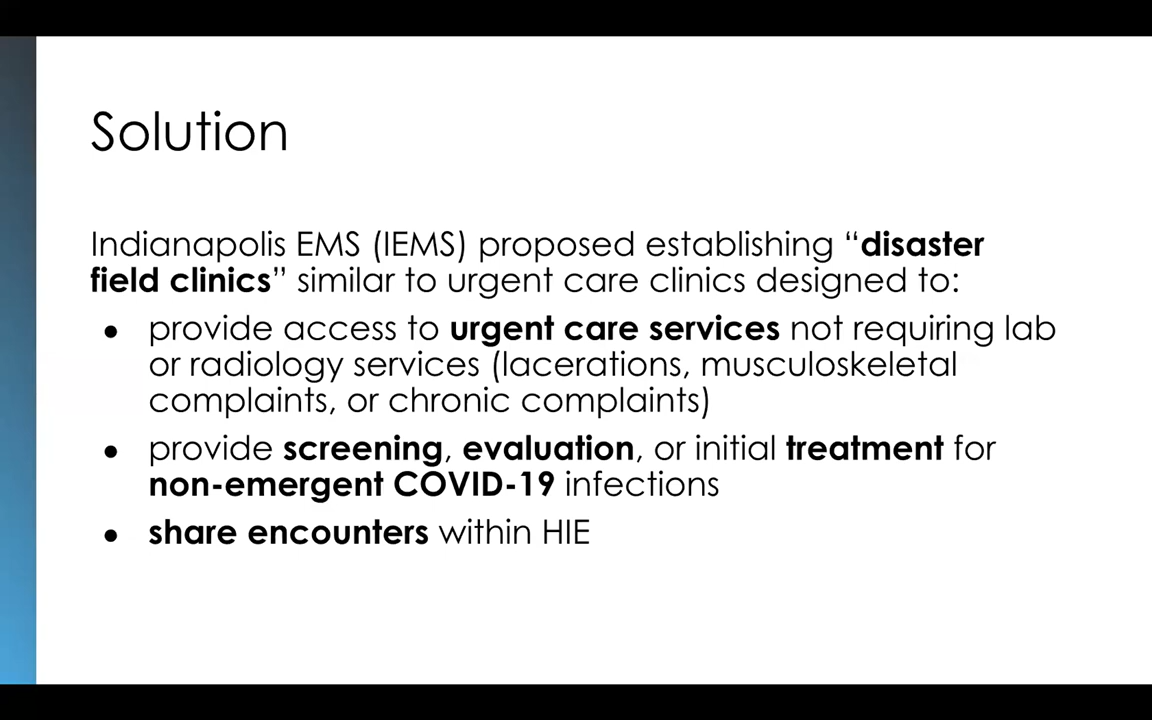 Solution
Indianapolis EMS (IEMS) proposed establishing “disaster
field clinics” similar to urgent care clinics designed to:
● provide access to urgent care services not requiring lab
or radiology services (lacerations, musculoskeletal
complaints, or chronic complaints)
● provide screening, evaluation, or initial treatment for
non-emergent COVID-19 infections
● share encounters within HIE